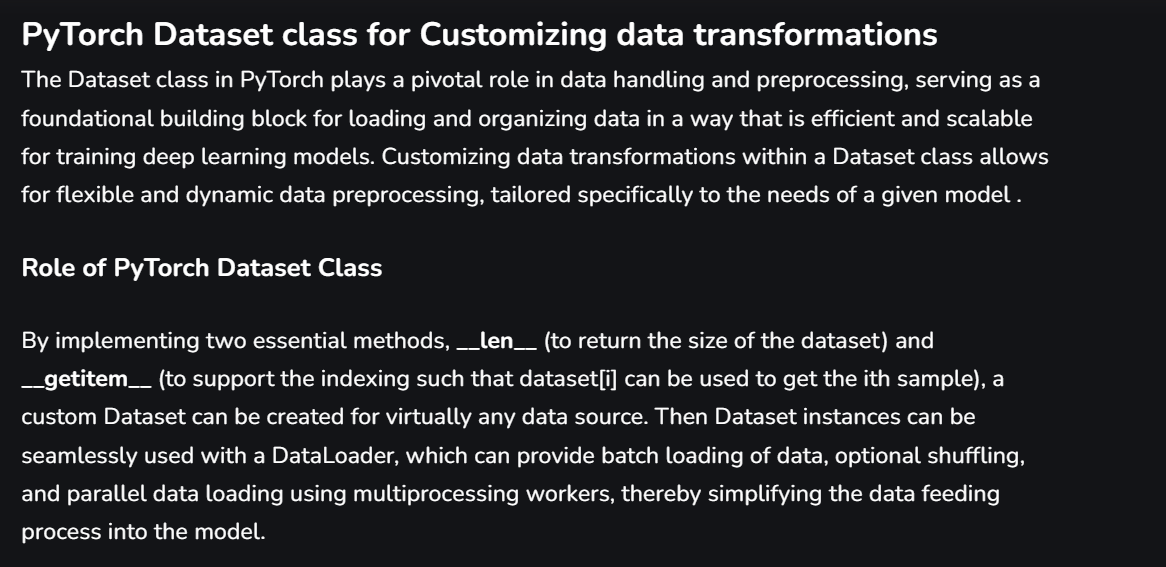 PyTorch Dataset class for Customizing data transformations
The Dataset class in PyTorch plays a pivotal role in data handling and preprocessing, serving as a
foundational building block for loading and organizing data in a way that is efficient and scalable
for training deep learning models. Customizing data transformations within a Dataset class allows
for flexible and dynamic data preprocessing, tailored specifically to the needs of a given model .
Role of PyTorch Dataset Class
By implementing two essential methods, __len__ (to return the size of the dataset) and
__getitem__ (to support the indexing such that dataset[i] can be used to get the ith sample), a
custom Dataset can be created for virtually any data source. Then Dataset instances can be
seamlessly used with a DataLoader, which can provide batch loading of data, optional shuffling,
and parallel data loading using multiprocessing workers, thereby simplifying the data feeding
process into the model.